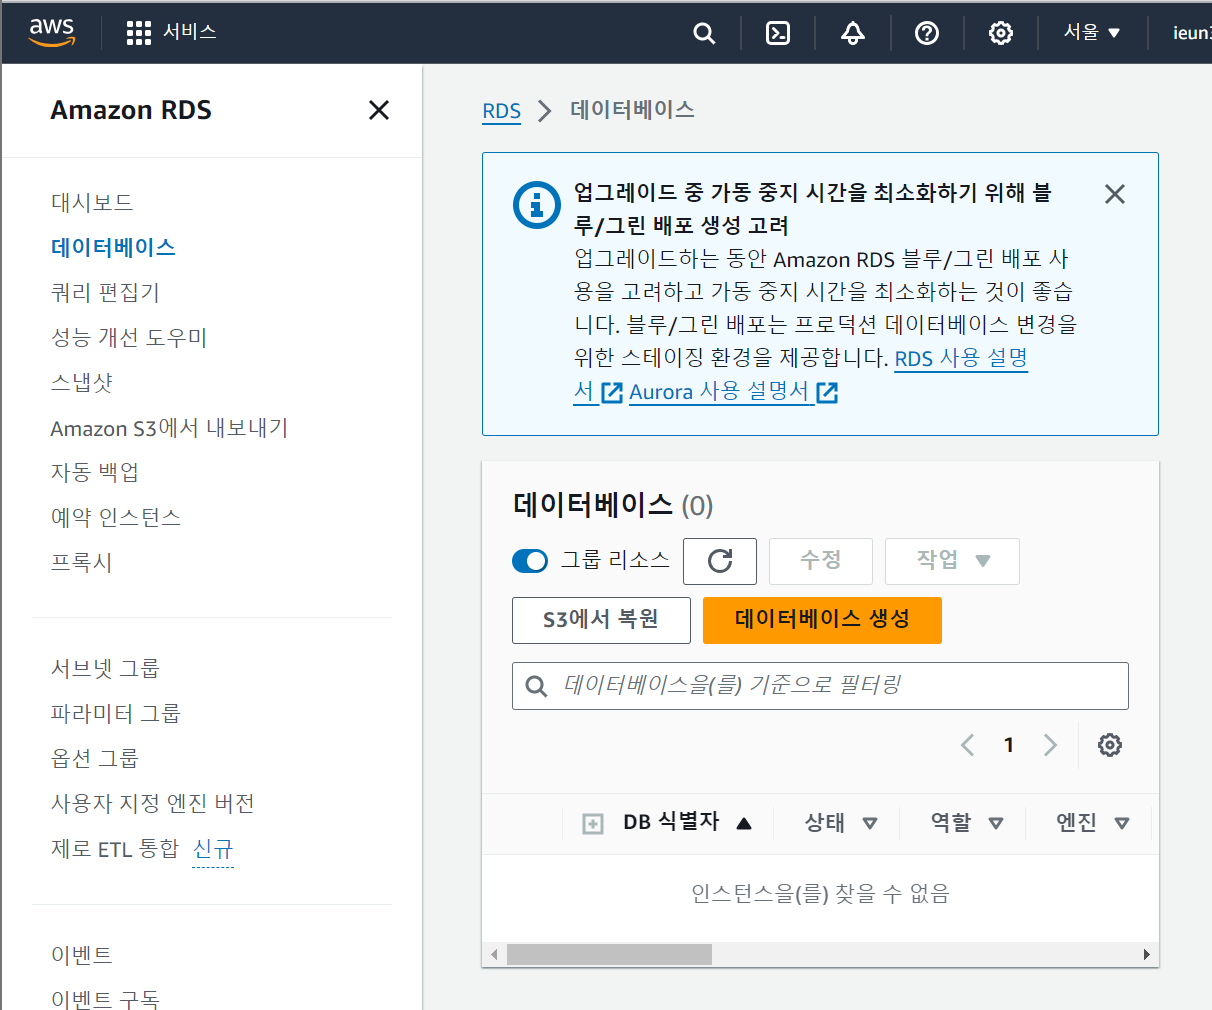 aws
서비스
서울 ▼
ieun3
Amazon RDS
대시보드
데이터베이스
쿼리 편집기
성능 개선 도우미
스냅샷
Amazon S3에서 내보내기
자동 백업
예약 인스턴스
프록시
서브넷 그룹
파라미터 그룹
옵션 그룹
사용자 지정 엔진 버전
제로 ETL 통합 신규
이벤트
이벤트 구독
RDS > 데이터베이스
업그레이드 중 가동 중지 시간을 최소화하기 위해 블
루/그린 배포 생성 고려
업그레이드하는 동안 Amazon RDS 블루/그린 배포 사
용을 고려하고 가동 중지 시간을 최소화하는 것이 좋습
니다. 블루/그린 배포는 프로덕션 데이터베이스 변경을
위한 스테이징 환경을 제공합니다. RDS 사용 설명
서 Aurora 사용 설명서
데이터베이스 (0)
그룹 리소스
수정
작업 ▼
S3에서 복원
데이터베이스 생성
데이터베이스을(를) 기준으로 필터링
1
DB 식별자 ▲ 상태 ▽ 역할 ▽ 엔진 ▽
인스턴스을(를) 찾을 수 없음